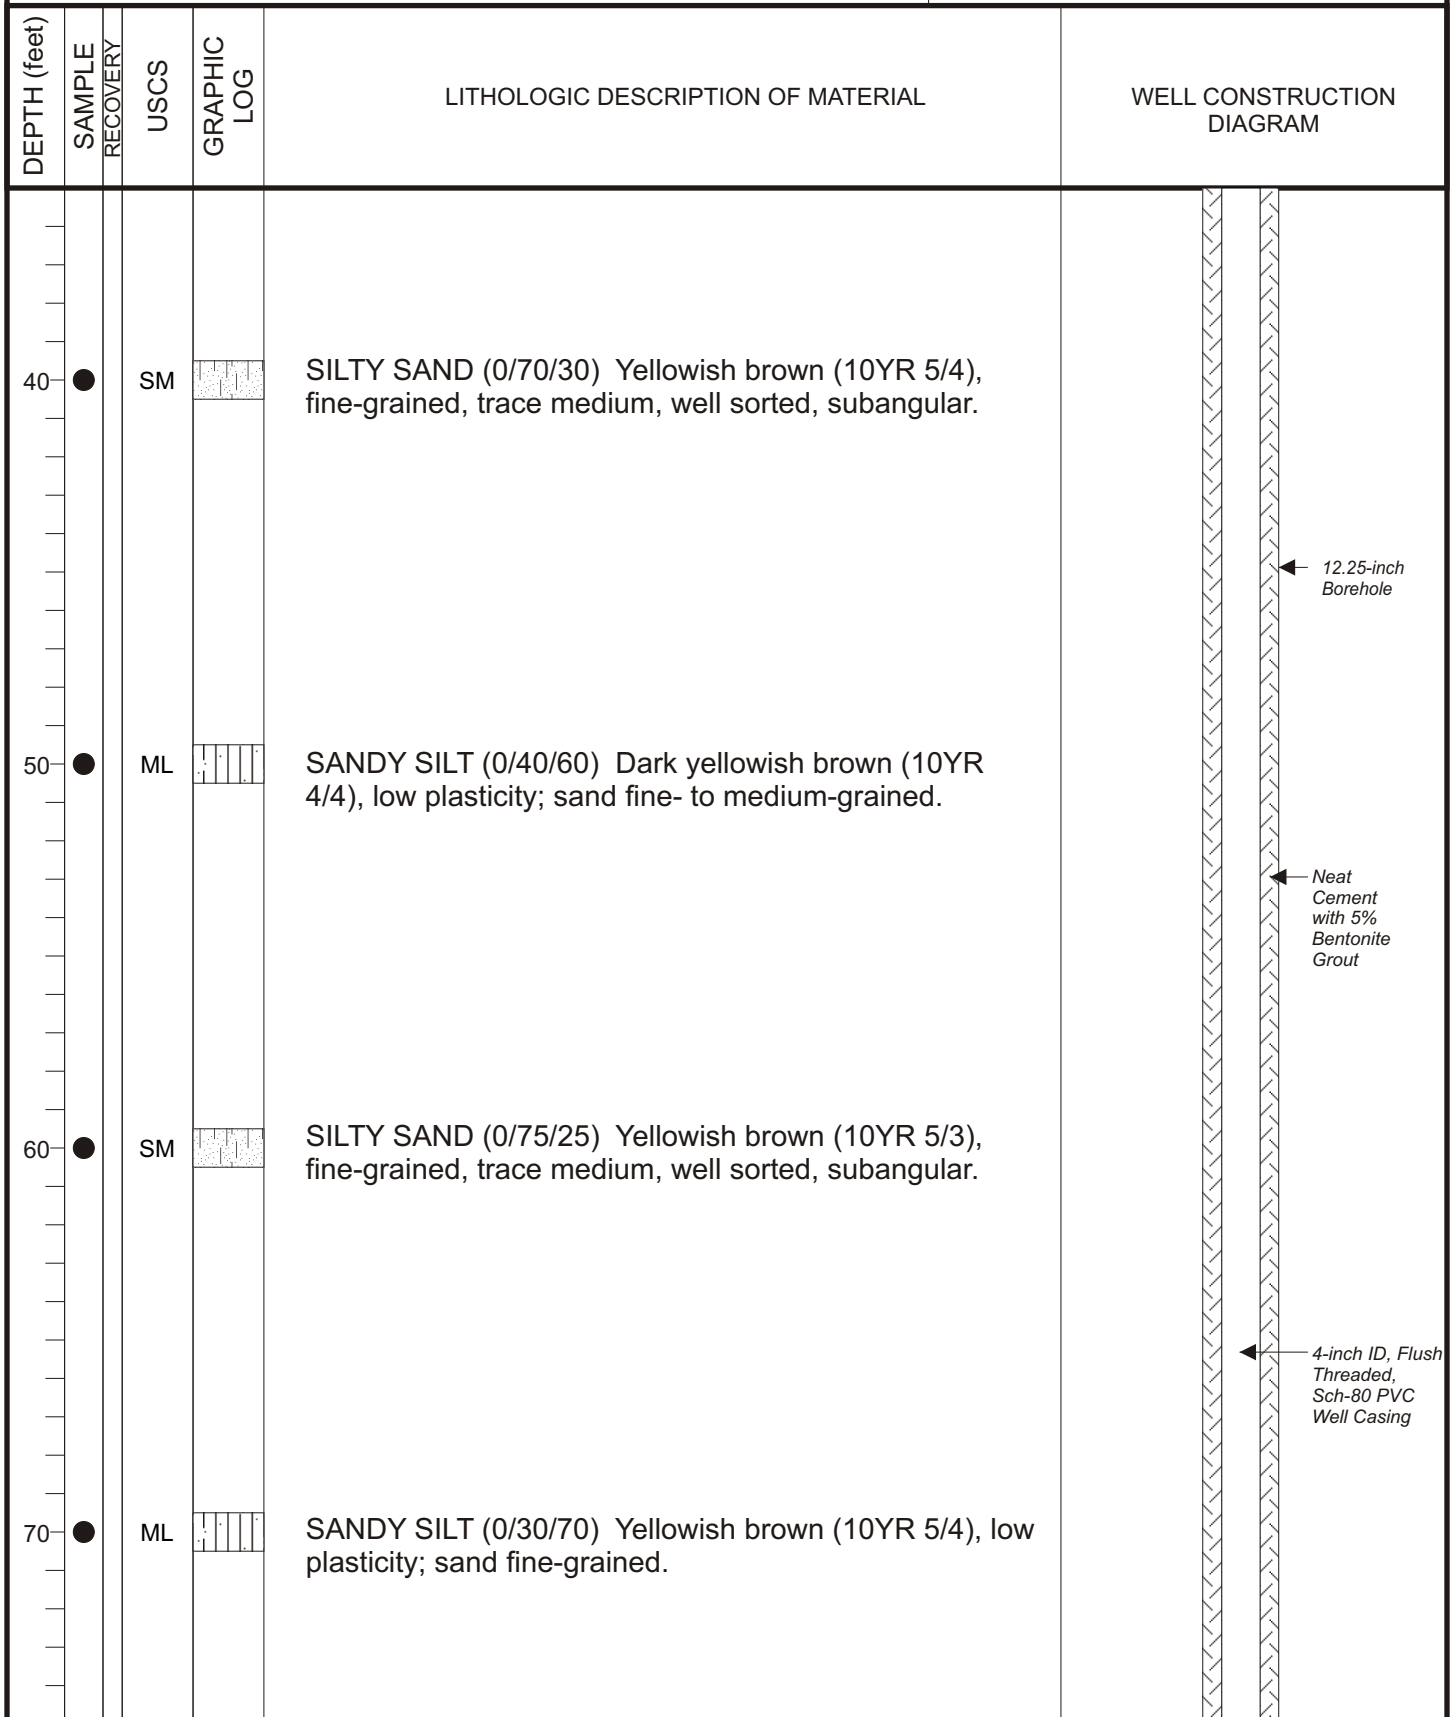 DEPTH (feet)
SAMPLE
RECOVERY
USCS
GRAPHIC
LOG
LITHOLOGIC DESCRIPTION OF MATERIAL
WELL CONSTRUCTION
DIAGRAM
40
SM
SILTY SAND (0/70/30) Yellowish brown (10YR 5/4),
fine-grained, trace medium, well sorted, subangular.
12.25-inch
Borehole
50
ML
SANDY SILT (0/40/60) Dark yellowish brown (10YR
4/4), low plasticity; sand fine- to medium-grained.
Neat
Cement
with 5%
Bentonite
Grout
60
SM
SILTY SAND (0/75/25) Yellowish brown (10YR 5/3),
fine-grained, trace medium, well sorted, subangular.
4-inch ID, Flush
Threaded,
Sch-80 PVC
Well Casing
70
ML
SANDY SILT (0/30/70) Yellowish brown (10YR 5/4), low
plasticity; sand fine-grained.